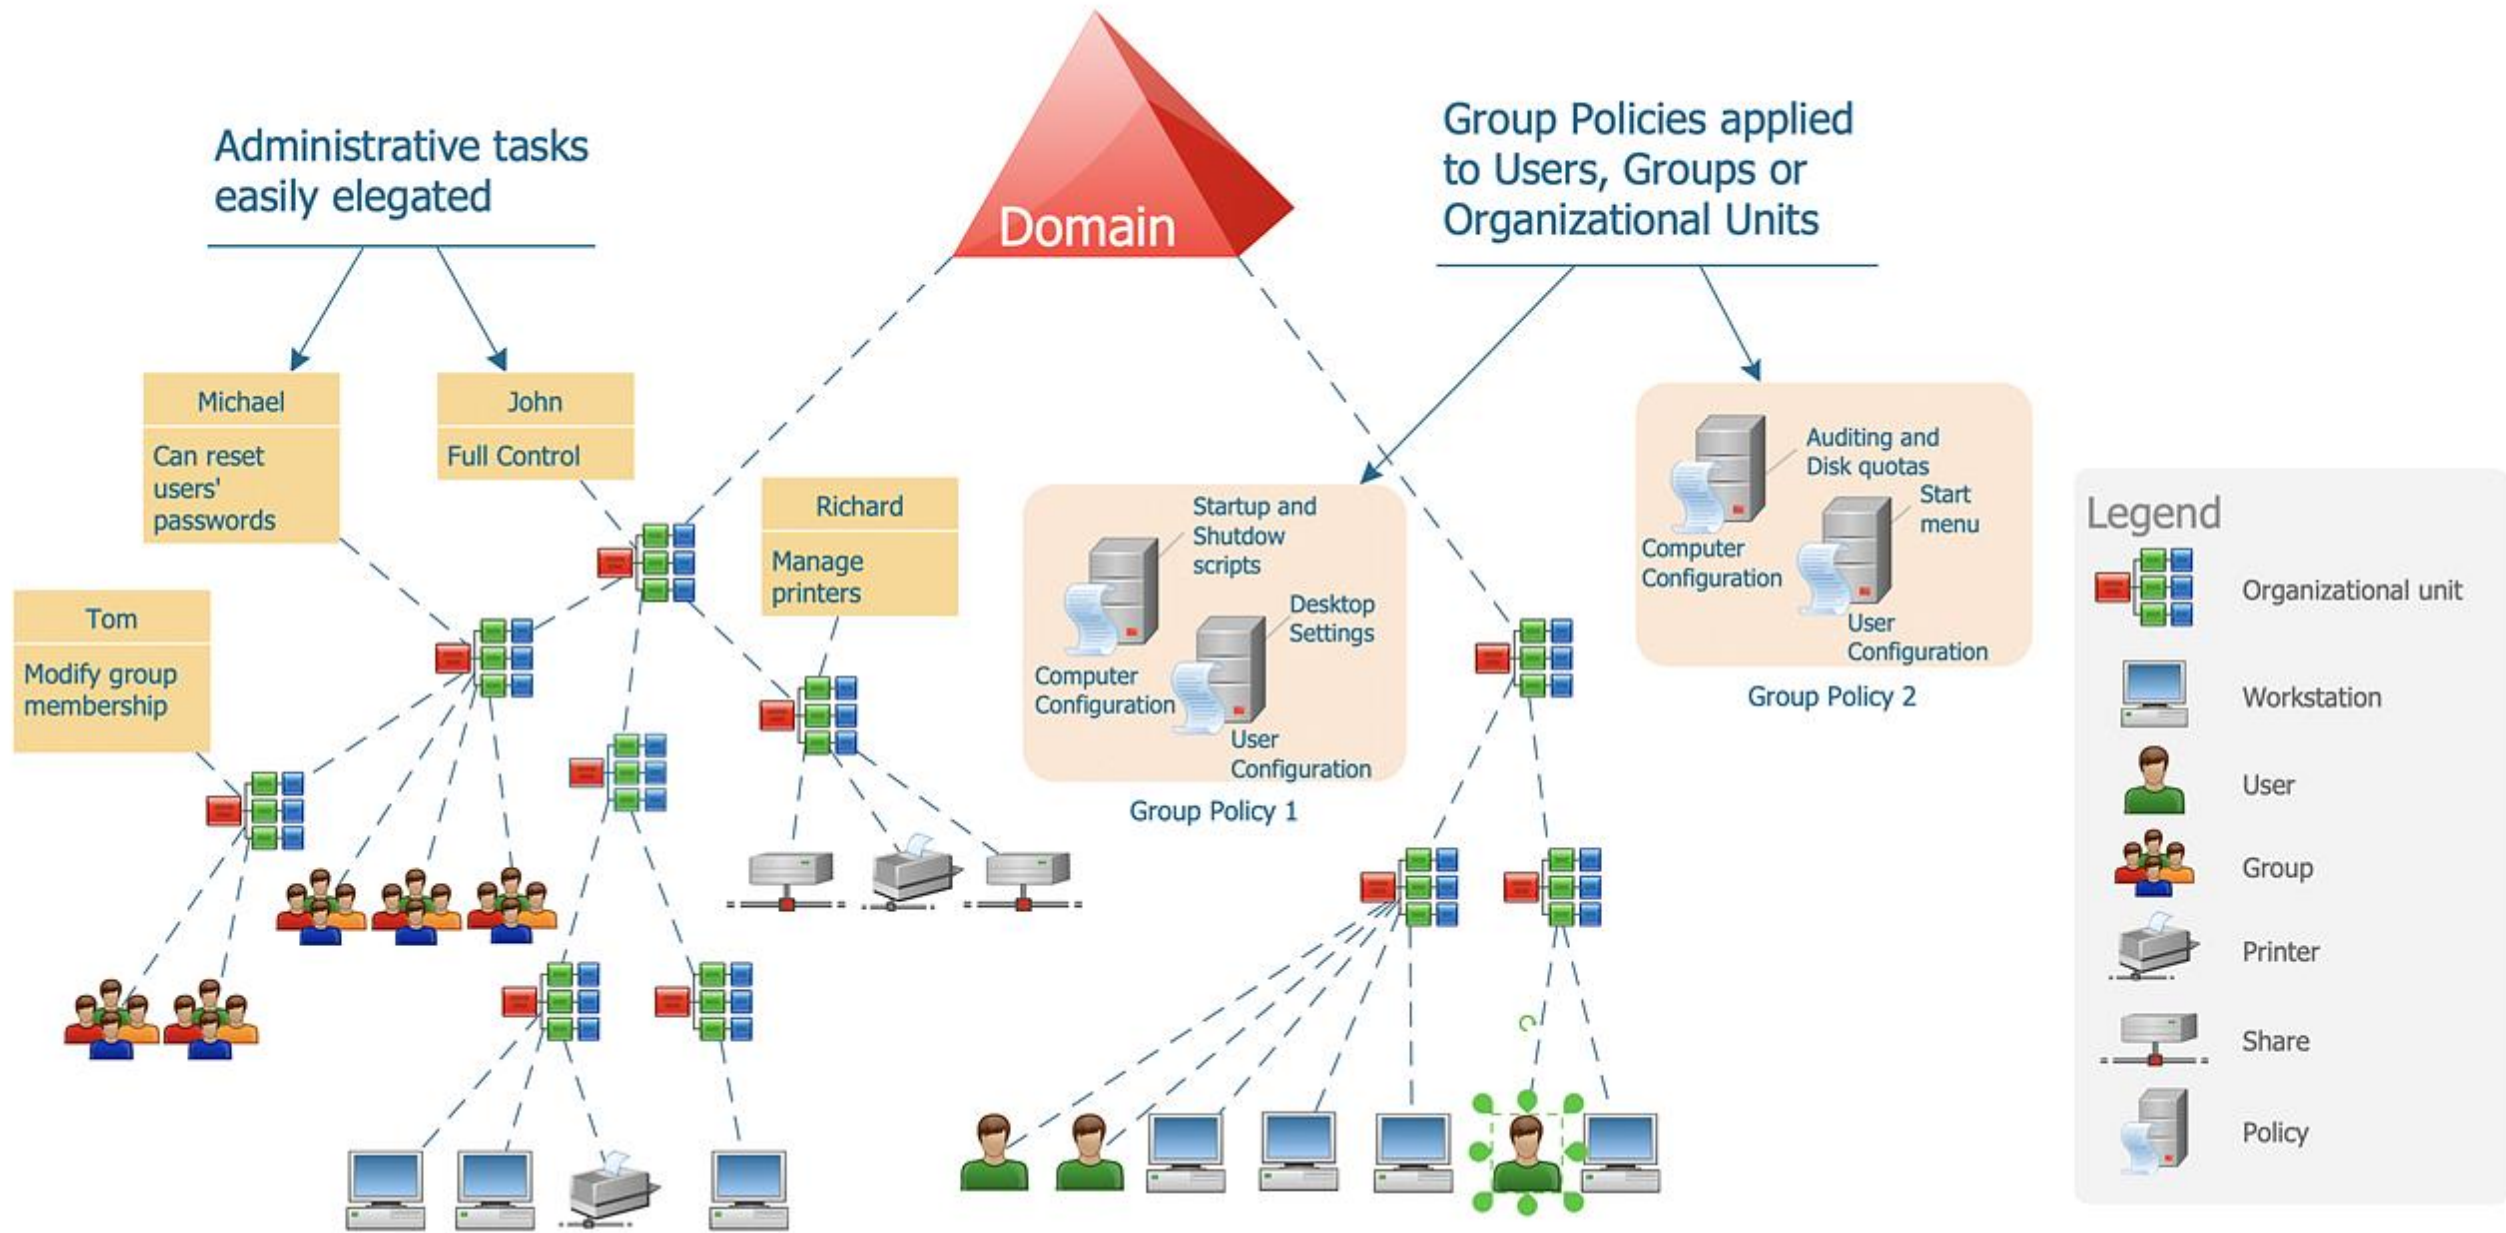 Administrative tasks
easily elegated
Domain
Group Policies applied
to Users, Groups or
Organizational Units
Michael
Can reset
users'
passwords
John
Full Control
Richard
Manage
printers
Tom
Modify group
membership
Startup and
Shutdow
scripts
Desktop
Settings
Computer
Configuration
User
Configuration
Group Policy 1
Auditing and
Disk quotas
Start
menu
Computer
Configuration
User
Configuration
Group Policy 2
Legend
Organizational unit
Workstation
User
Group
Printer
Share
Policy